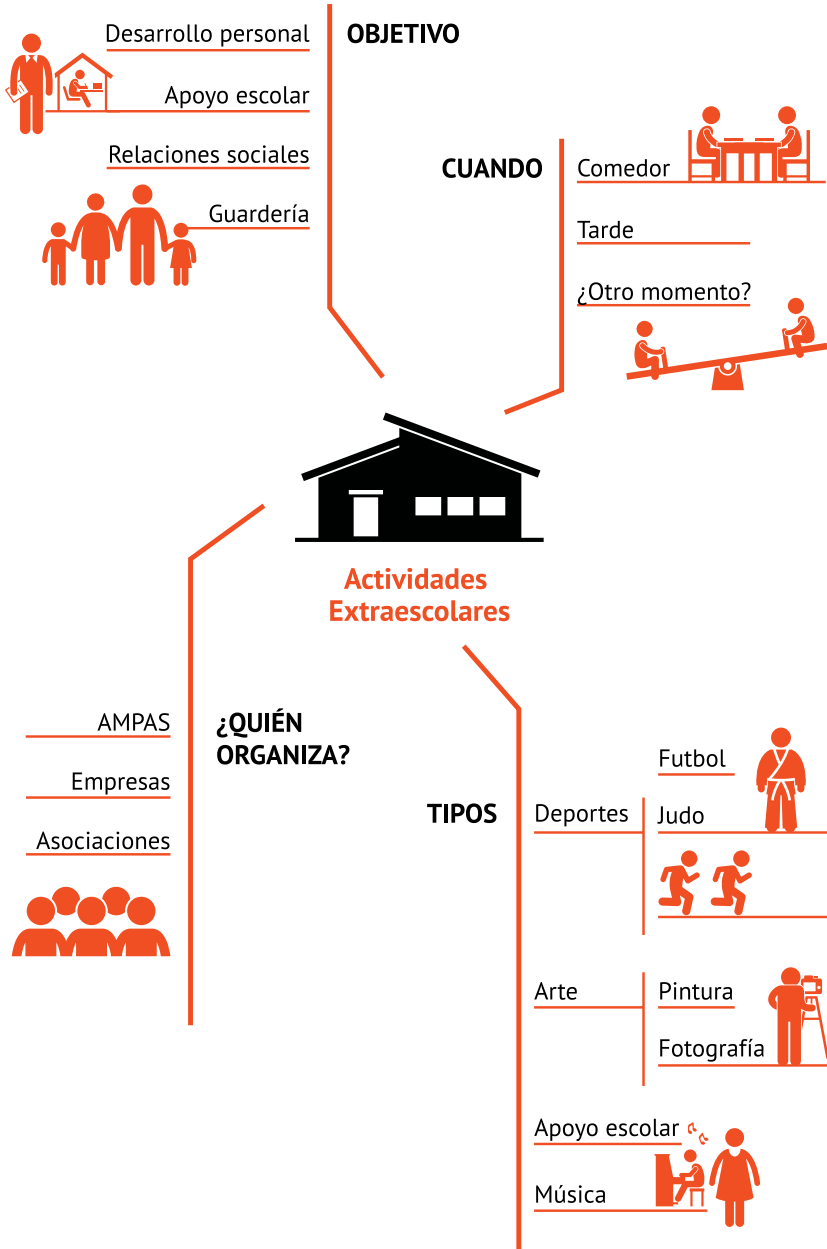 OBJETIVO
Desarrollo personal
Apoyo escolar
Relaciones sociales
Guardería
CUANDO
Comedor
Tarde
¿Otro momento?
Actividades
Extraescolares
¿QUIÉN
ORGANIZA?
AMPAS
Empresas
Asociaciones
TIPOS
Deportes
Futbol
Judo
Arte
Pintura
Fotografía
Apoyo escolar
Música